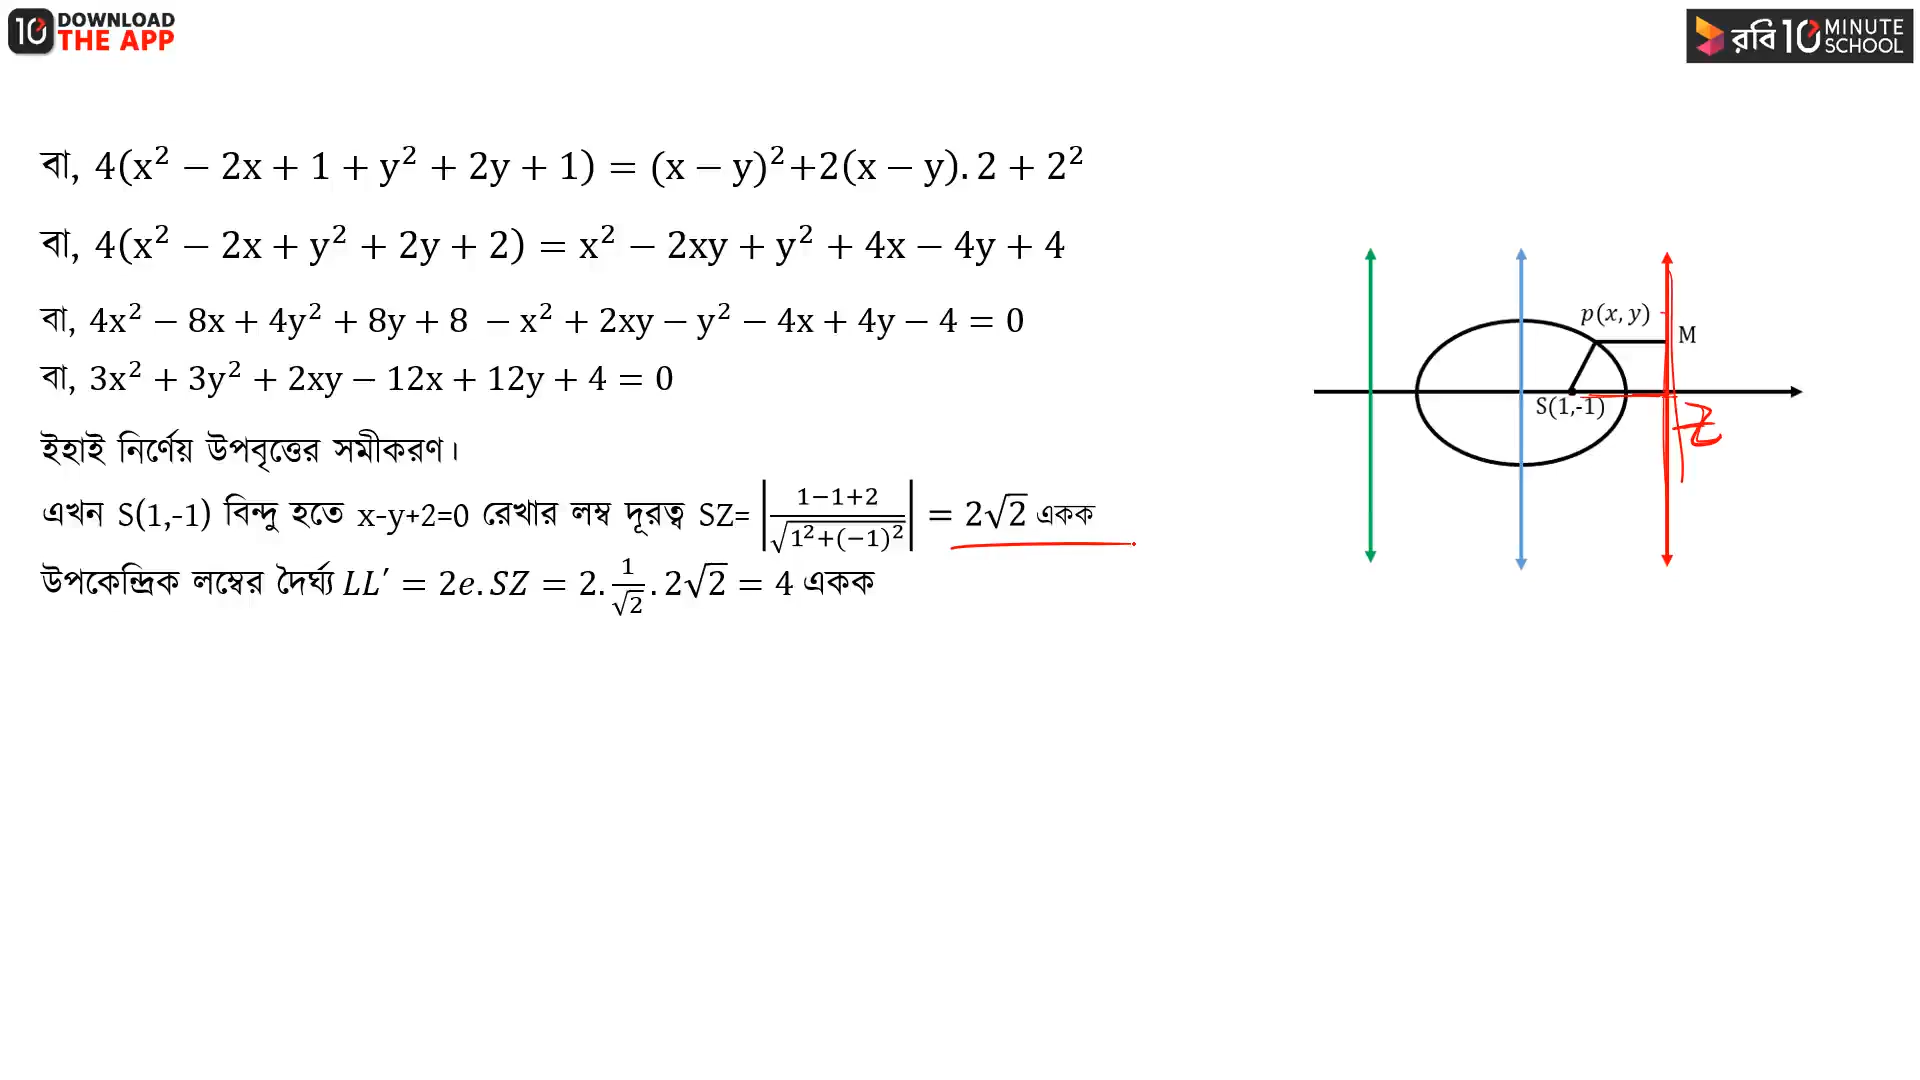 10 DOWNLOAD THE APP
রবি 10 MINUTE SCHOOL
বা, 4(x² − 2x + 1 + y² + 2y + 1) = (x − y)²+2(x − y). 2 + 2²
বা, 4(x² − 2x + y² + 2y + 2) = x² − 2xy + y² + 4x − 4y + 4
বা, 4x² − 8x + 4y² + 8y + 8 − x² + 2xy − y² − 4x + 4y − 4 = 0
বা, 3x² + 3y² + 2xy − 12x + 12y + 4 = 0
ইহাই নির্ণেয় উপবৃত্তের সমীকরণ।
এখন S(1,-1) বিন্দু হতে x-y+2=0 রেখার লম্ব দূরত্ব SZ= |(1−1+2)/√(1²+(−1)²)| = 2√2 একক
উপকেন্দ্রিক লম্বের দৈর্ঘ্য LL′ = 2e. SZ = 2. 1/√2 . 2√2 = 4 একক
p(x, y)
M
S(1,-1)
Z